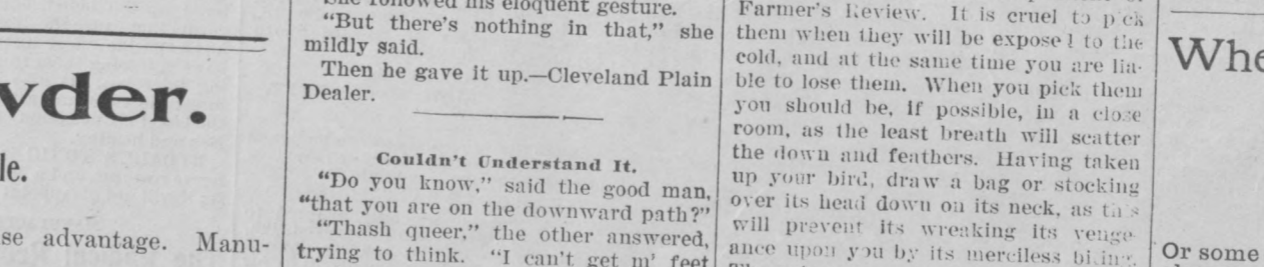 vder.
le.
se advantage. Manu-
She followed his eloquent gesture.
"But there's nothing in that," she
mildly said.
Then he gave it up.—Cleveland Plain
Dealer.
Couldn't Understand It.
"Do you know," said the good man,
"that you are on the downward path?"
"Thash queer," the other answered,
trying to think. "I can't get m' feet
Farmer's Review. It is cruel to pick
them when they will be exposed to the
cold, and at the same time you are lia-
ble to lose them. When you pick them
you should be, if possible, in a close
room, as the least breath will scatter
the down and feathers. Having taken
up your bird, draw a bag or stocking
over its head down on its neck, as this
will prevent its wreaking its venge-
ance upon you by its merciless biting.
Whe
Or some